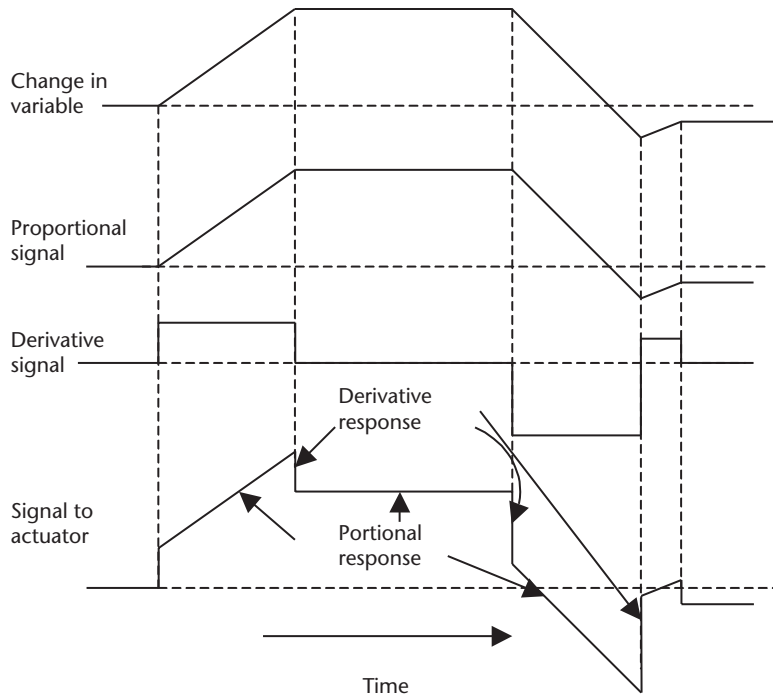 Change in
variable
Proportional
signal
Derivative
signal
Derivative
response
Signal to
actuator
Portional
response
Time